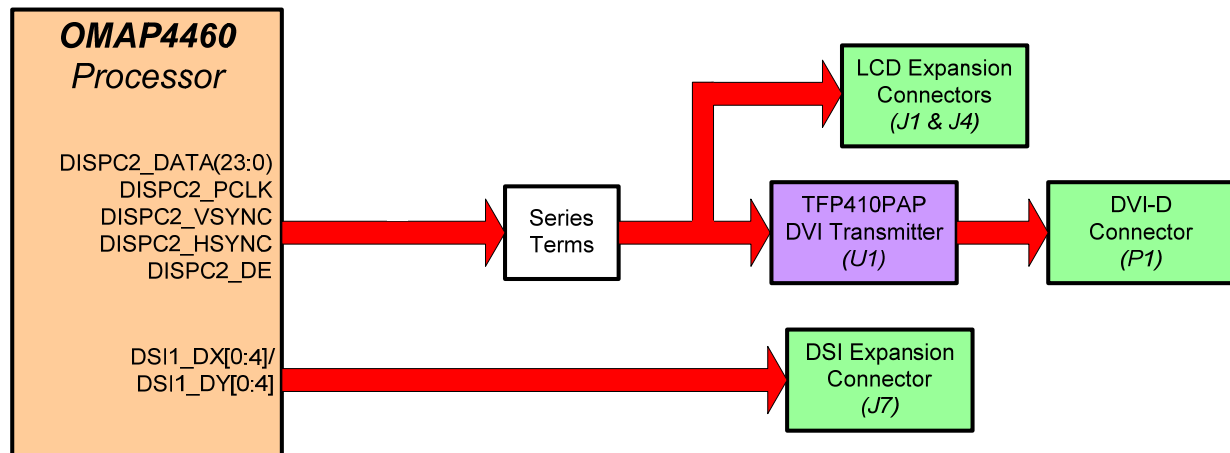 OMAP4460
Processor
DISPC2_DATA(23:0)
DISPC2_PCLK
DISPC2_VSYNC
DISPC2_HSYNC
DISPC2_DE
DSI1_DX[0:4]/
DSI1_DY[0:4]
Series
Terms
LCD Expansion
Connectors
(J1 & J4)
TFP410PAP
DVI Transmitter
(U1)
DVI-D
Connector
(P1)
DSI Expansion
Connector
(J7)